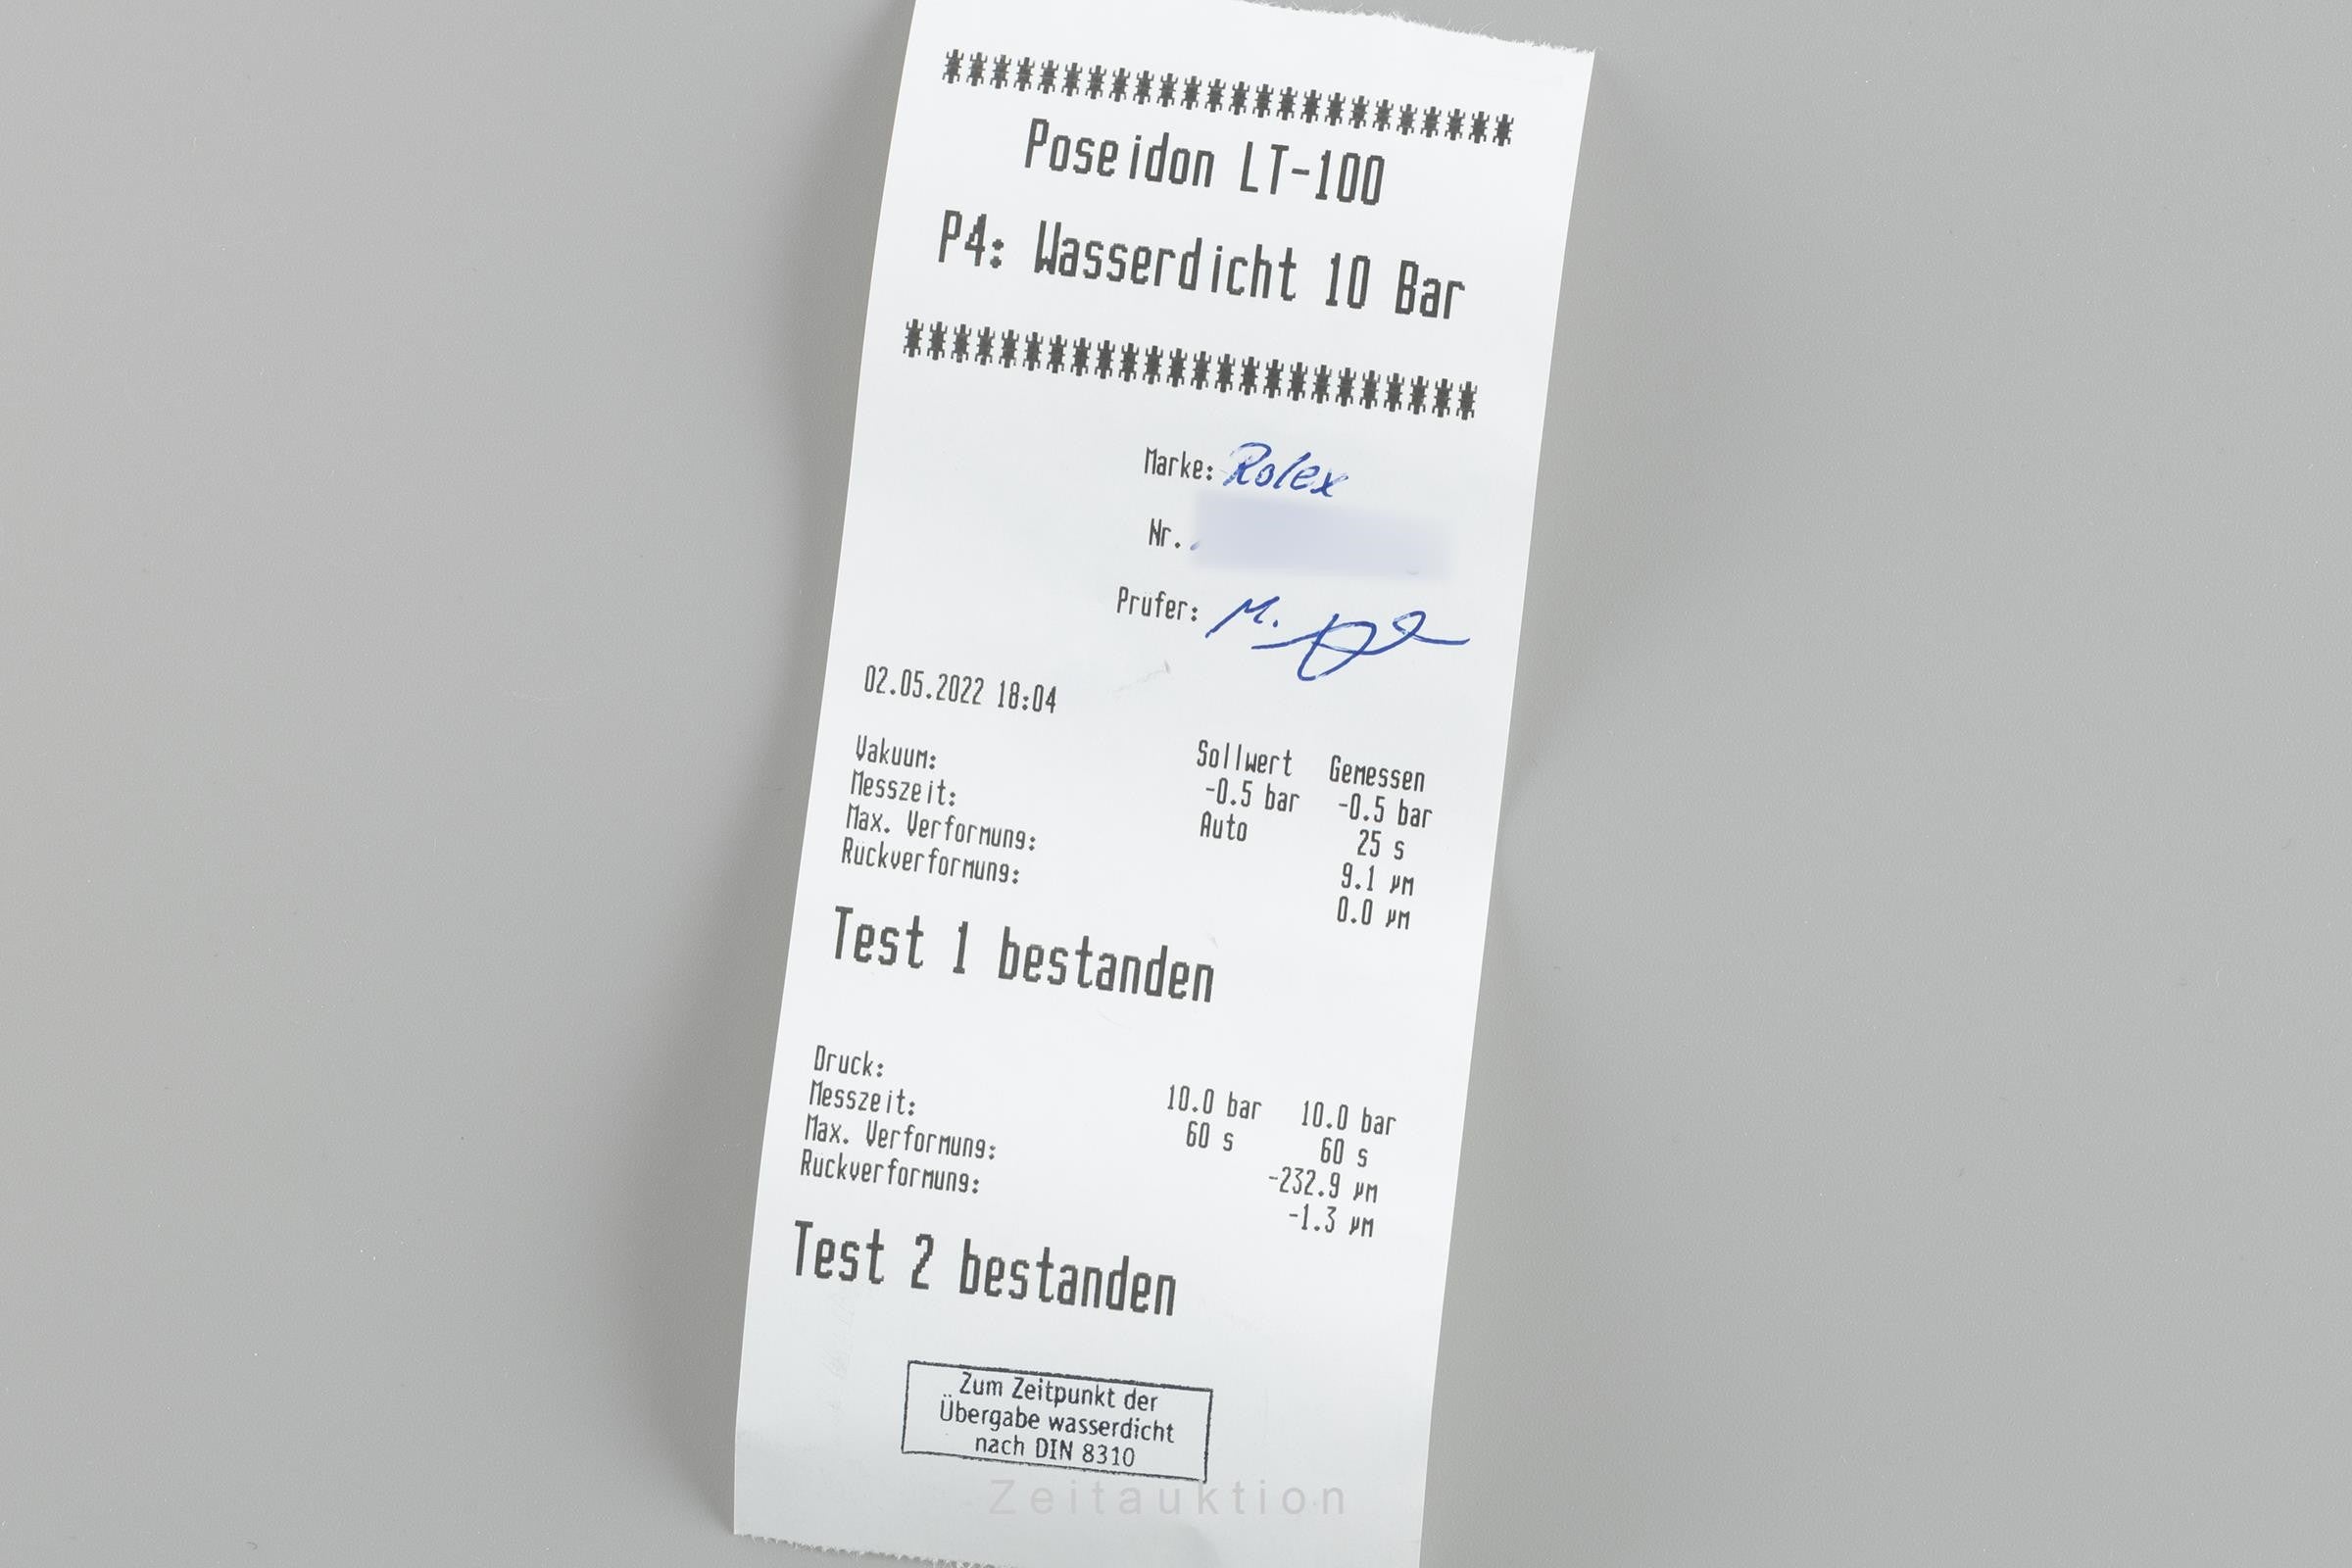 ************************
Poseidon LT-100
P4: Wasserdicht 10 Bar
************************
Marke: Rolex
Nr.
Prüfer: M.
02.05.2022 18:04
Sollwert Gemessen
Vakuum: -0.5 bar -0.5 bar
Messzeit: Auto 25 s
Max. Verformung: 9.1 µm
Rückverformung: 0.0 µm
Test 1 bestanden
Druck: 10.0 bar 10.0 bar
Messzeit: 60 s 60 s
Max. Verformung: -232.9 µm
Rückverformung: -1.3 µm
Test 2 bestanden
Zum Zeitpunkt der
Übergabe wasserdicht
nach DIN 8310
Zeitauktion